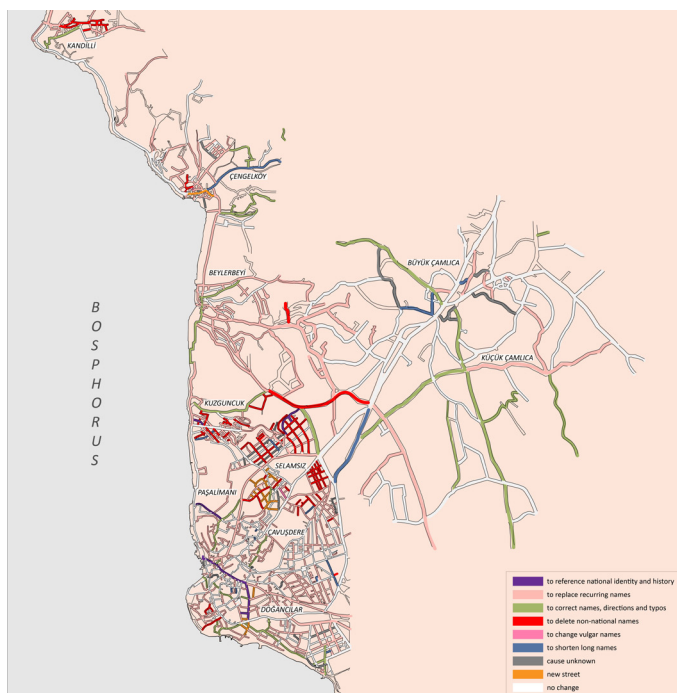 KANDİLLİ
ÇENGELKÖY
BÜYÜK ÇAMLICA
BEYLERBEYİ
BOSPHORUS
KÜÇÜK ÇAMLICA
KUZGUNCUK
SELAMSIZ
PAŞALİMANI
ÇAVUŞDERE
DOĞANCILAR
to reference national identity and history
to replace recurring names
to correct names, directions and typos
to delete non-national names
to change vulgar names
to shorten long names
cause unknown
new street
no change